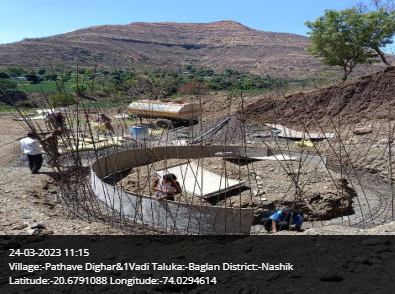 24-03-2023 11:15
Village:-Pathave Dighar&1Vadi Taluka:-Baglan District:-Nashik
Latitude:-20.6791088 Longitude:-74.0294614